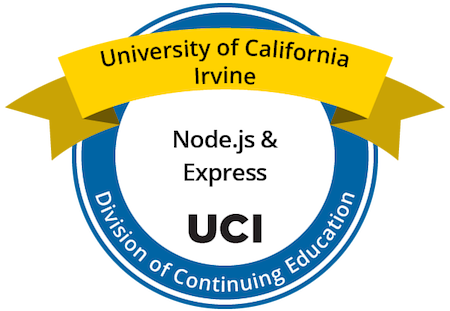 University of California
Irvine
Node.js &
Express
UCI
Division of Continuing Education